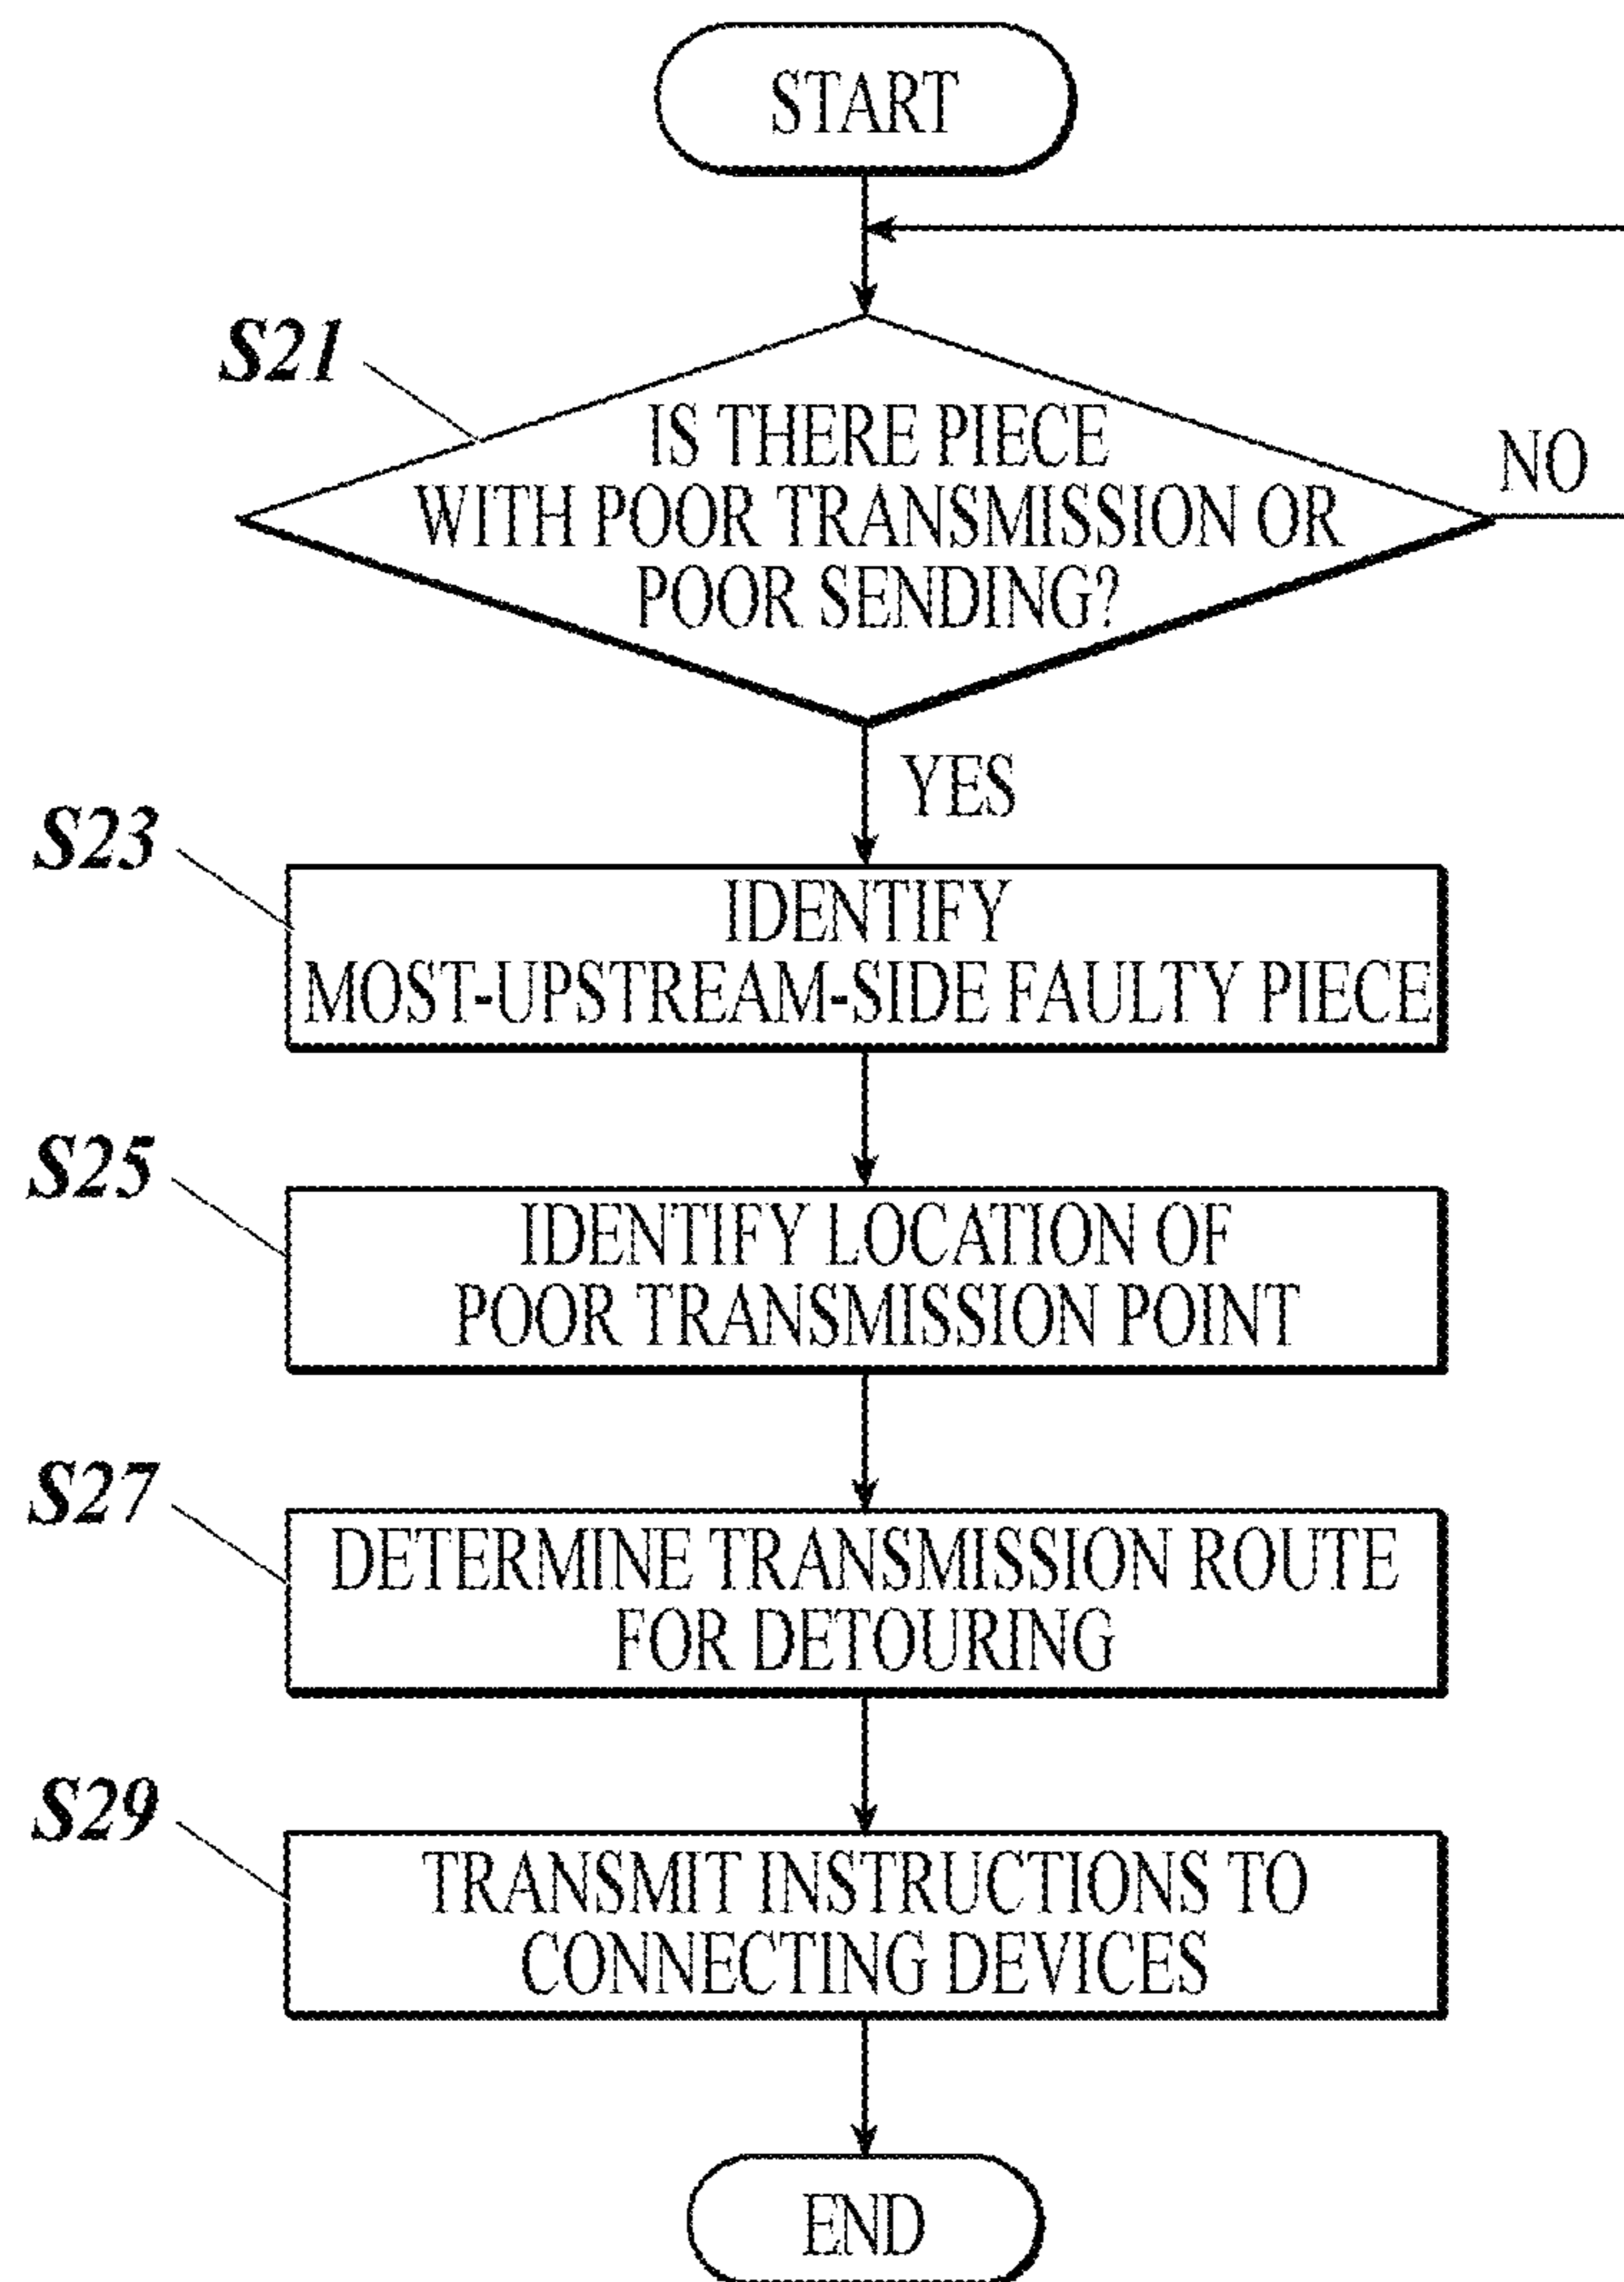 START
S21
IS THERE PIECE
WITH POOR TRANSMISSION OR
POOR SENDING?
NO
YES
S23
IDENTIFY
MOST-UPSTREAM-SIDE FAULTY PIECE
S25
IDENTIFY LOCATION OF
POOR TRANSMISSION POINT
S27
DETERMINE TRANSMISSION ROUTE
FOR DETOURING
S29
TRANSMIT INSTRUCTIONS TO
CONNECTING DEVICES
END